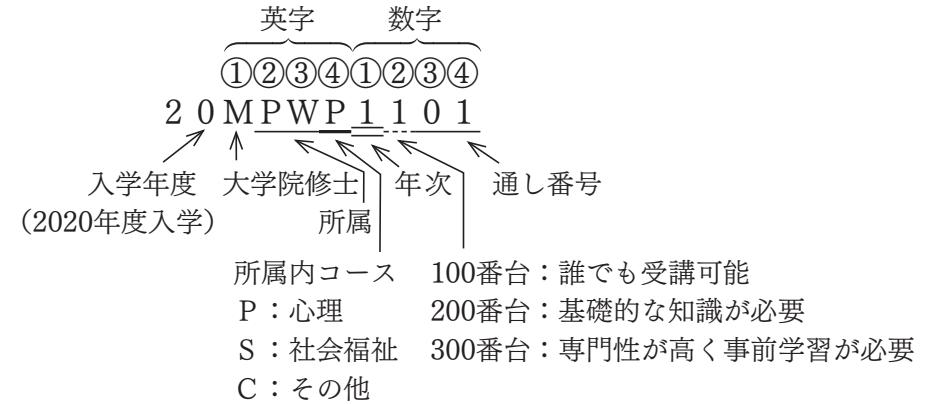 英字 数字
①②③④①②③④
20MPWP1101
入学年度 大学院修士 年次 通し番号
（2020年度入学） 所属
所属内コース 100番台：誰でも受講可能
P：心理 200番台：基礎的な知識が必要
S：社会福祉 300番台：専門性が高く事前学習が必要
C：その他